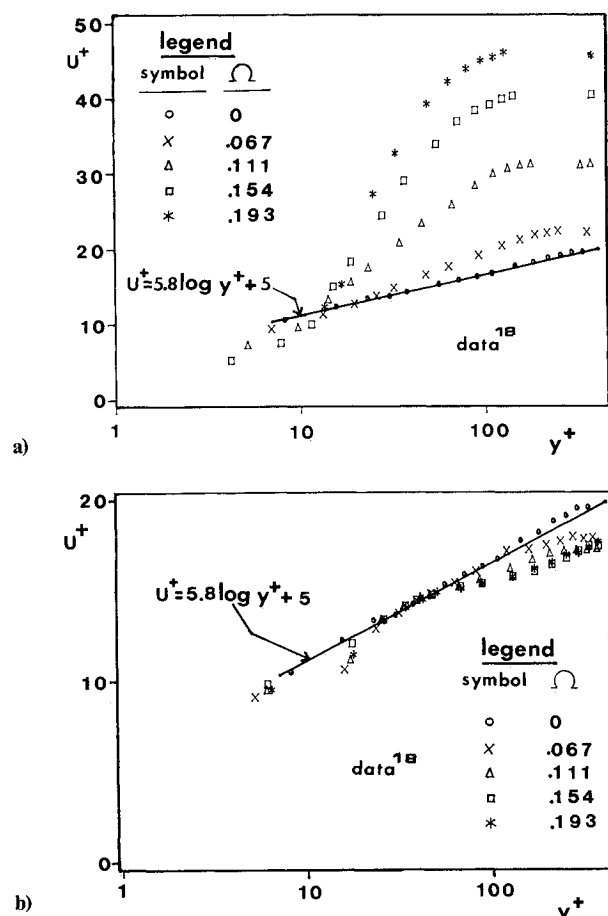 50
U+
40
30
20
10
0
legend
symbol Ω
o 0
× .067
△ .111
□ .154
* .193
U+=5.8log y++5
data18
1 10 100 y+
a)
20
U+
10
0
U+=5.8log y++5
legend
symbol Ω
o 0
× .067
△ .111
□ .154
* .193
data18
1 10 100 y+
b)